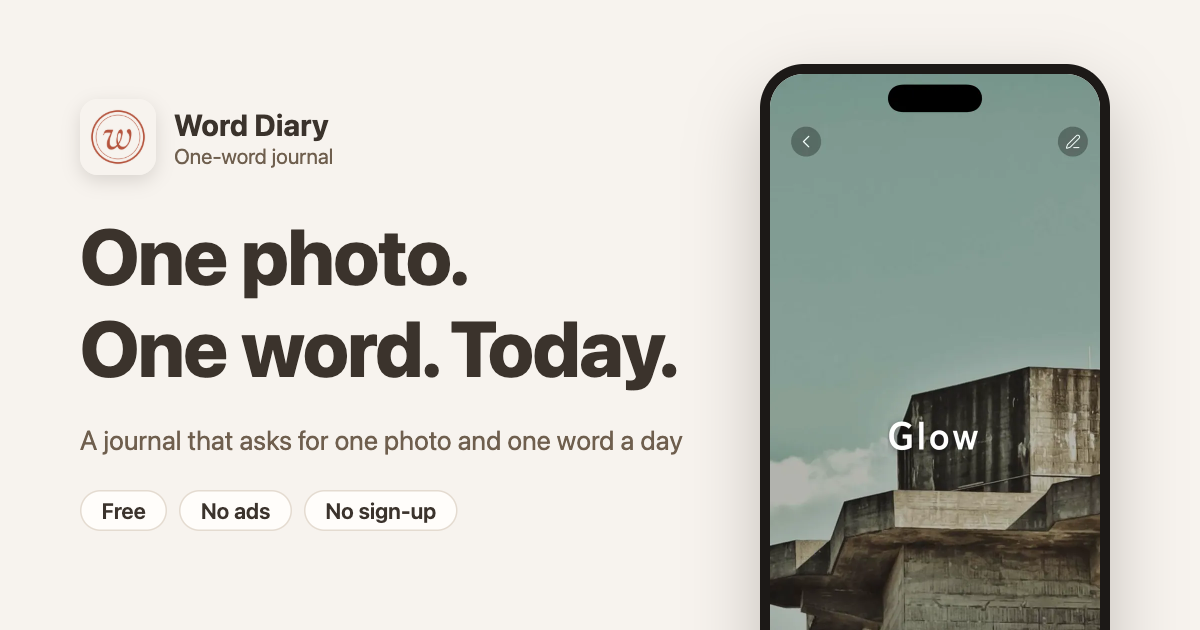 w
Word Diary
One-word journal
One photo.
One word. Today.
A journal that asks for one photo and one word a day
Free
No ads
No sign-up
Glow